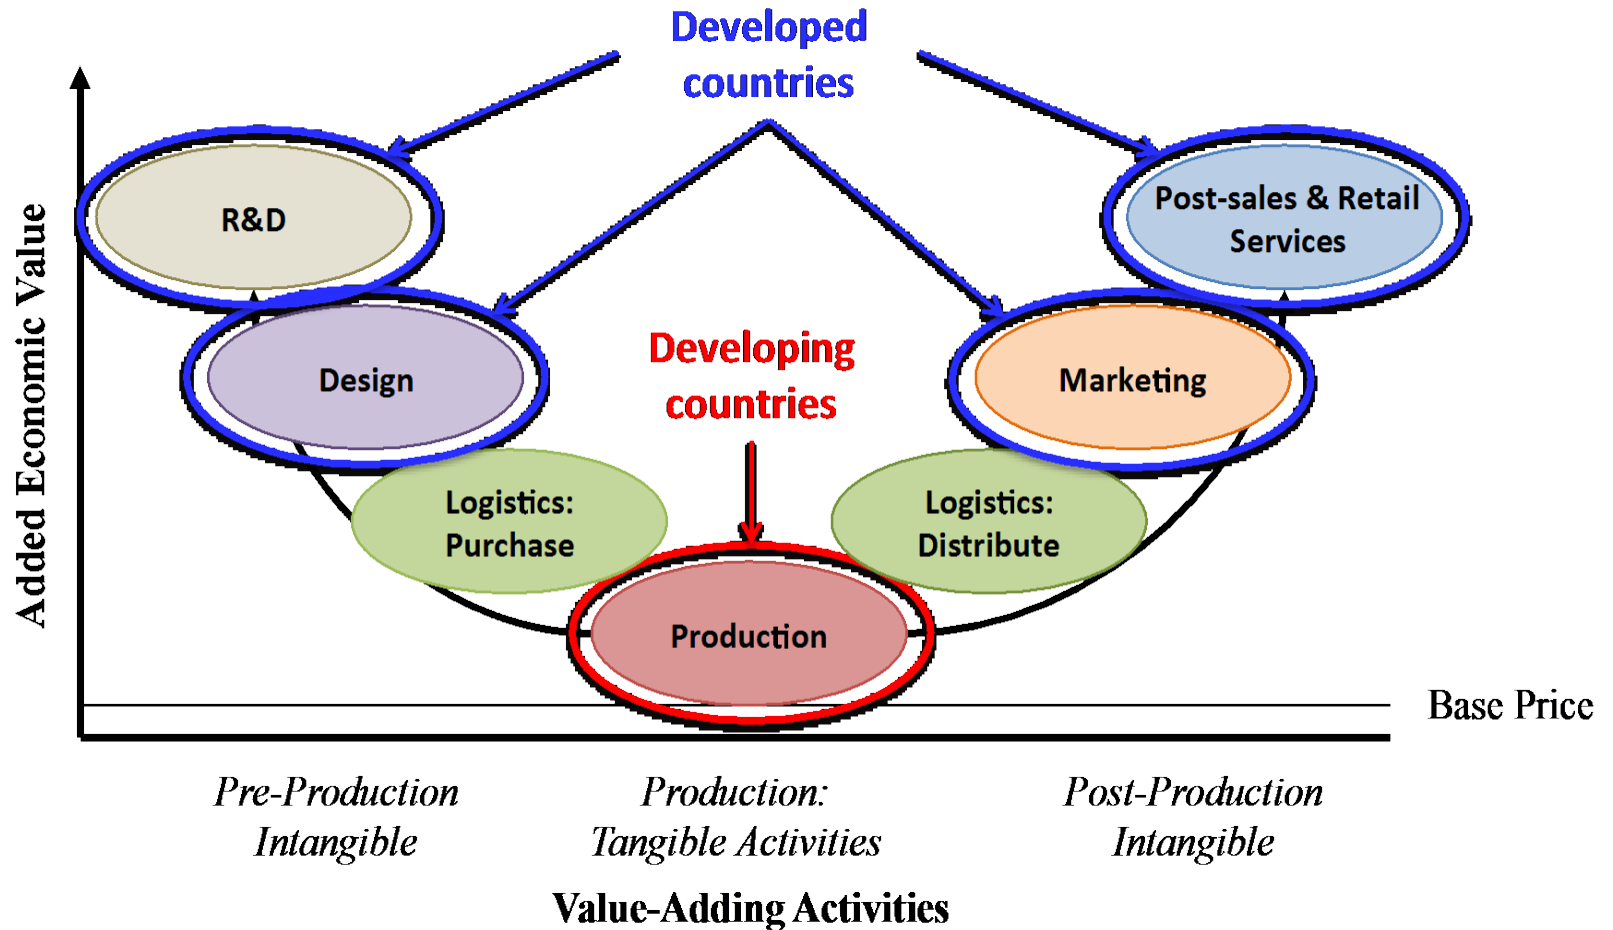 Developed
countries
R&D
Post-sales & Retail
Services
Design
Developing
countries
Marketing
Logistics:
Purchase
Logistics:
Distribute
Production
Added Economic Value
Base Price
Pre-Production
Intangible
Production:
Tangible Activities
Post-Production
Intangible
Value-Adding Activities